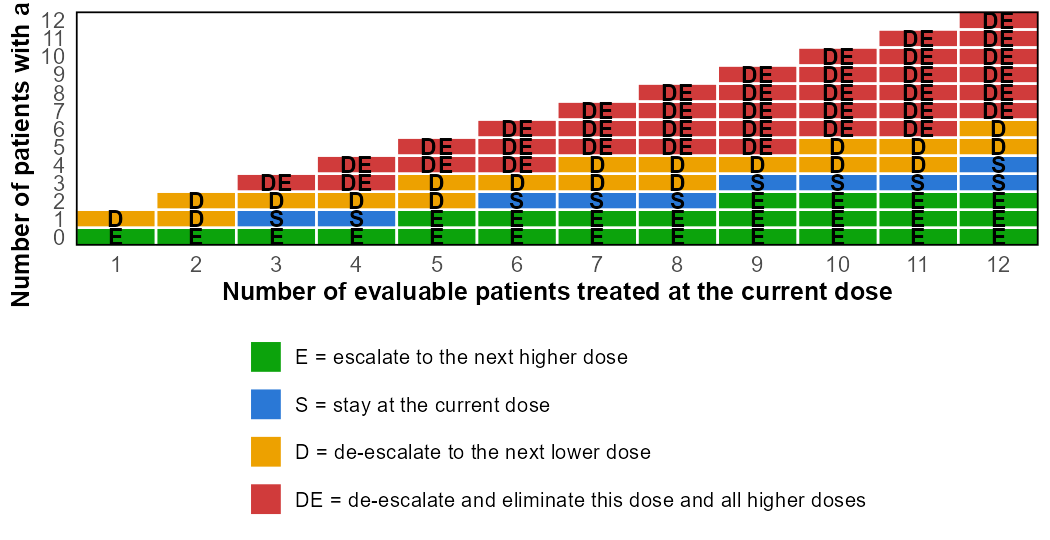 Number of patients with a
12 DE
11 DE DE
10 DE DE DE
9 DE DE DE DE
8 DE DE DE DE DE
7 DE DE DE DE DE DE
6 DE DE DE DE DE DE D
5 DE DE DE DE DE D D D
4 DE DE DE D D D D D S
3 DE DE D D D D S S S S
2 D D D D S S S E E E E
1 D D S S E E E E E E E E
0 E E E E E E E E E E E E
1 2 3 4 5 6 7 8 9 10 11 12
Number of evaluable patients treated at the current dose
E = escalate to the next higher dose
S = stay at the current dose
D = de-escalate to the next lower dose
DE = de-escalate and eliminate this dose and all higher doses